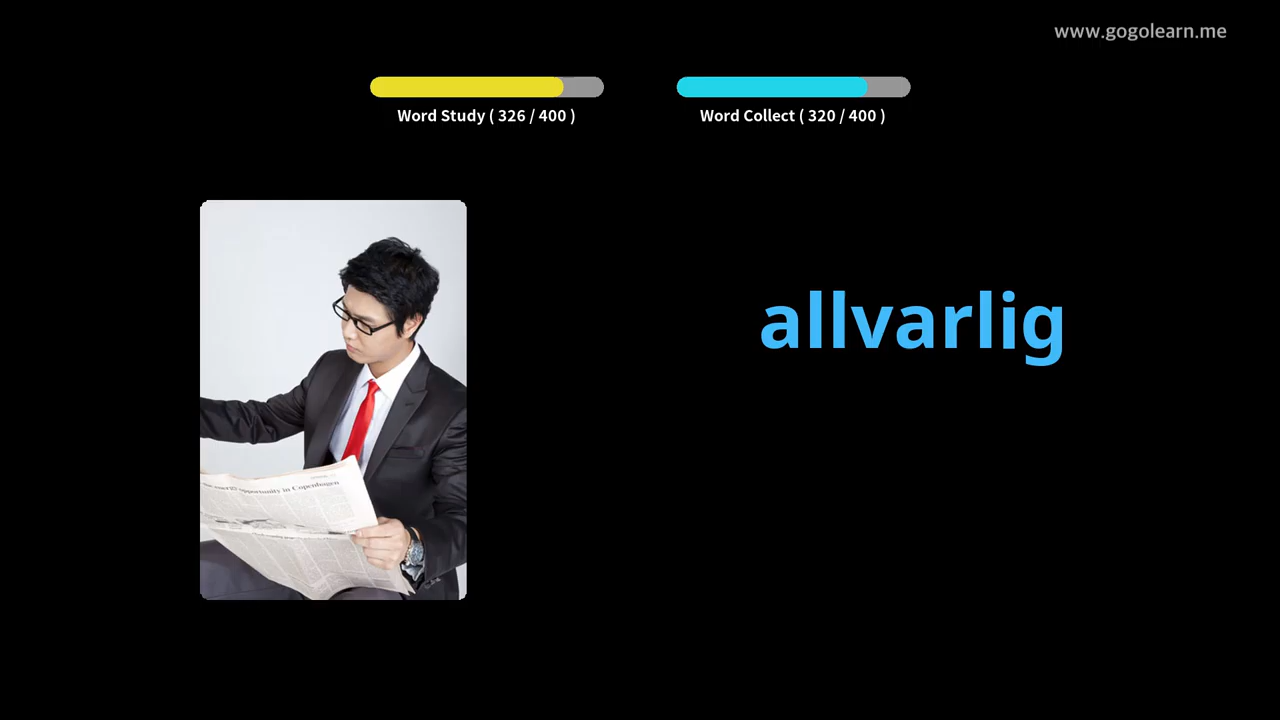 www.gogolearn.me
Word Study ( 326 / 400 )
Word Collect ( 320 / 400 )
allvarlig
opportunity in Copenhagen